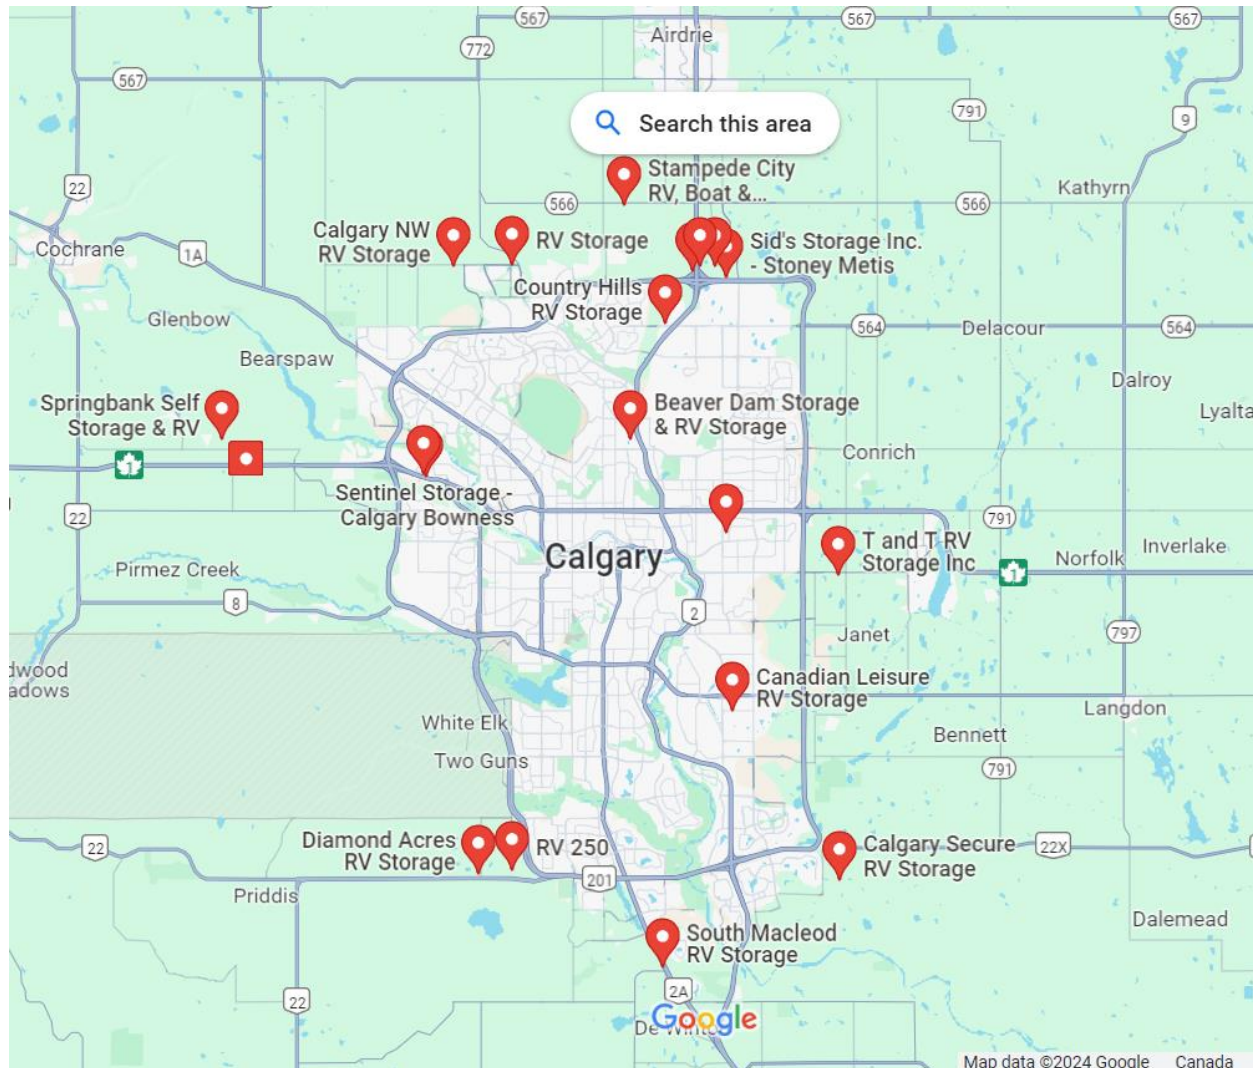 567
567
567
Airdrie
772
567
Search this area
791
9
Stampede City
RV, Boat &...
22
566
566
Kathyrn
Calgary NW
RV Storage
RV Storage
Sid's Storage Inc.
- Stoney Metis
Cochrane
1A
Country Hills
RV Storage
Glenbow
564
Delacour
564
Bearspaw
Dalroy
Springbank Self
Storage & RV
Beaver Dam Storage
& RV Storage
Lyalta
1
Conrich
Sentinel Storage -
Calgary Bowness
22
791
Calgary
T and T RV
Storage Inc
Norfolk
Inverlake
Pirmez Creek
1
8
2
Janet
797
dwood
adows
Canadian Leisure
RV Storage
White Elk
Langdon
Bennett
Two Guns
791
Diamond Acres
RV Storage
RV 250
22
Calgary Secure
RV Storage
22X
201
Priddis
Dalemead
South Macleod
RV Storage
22
2A
Google
De Winto
Map data ©2024 Google Canada